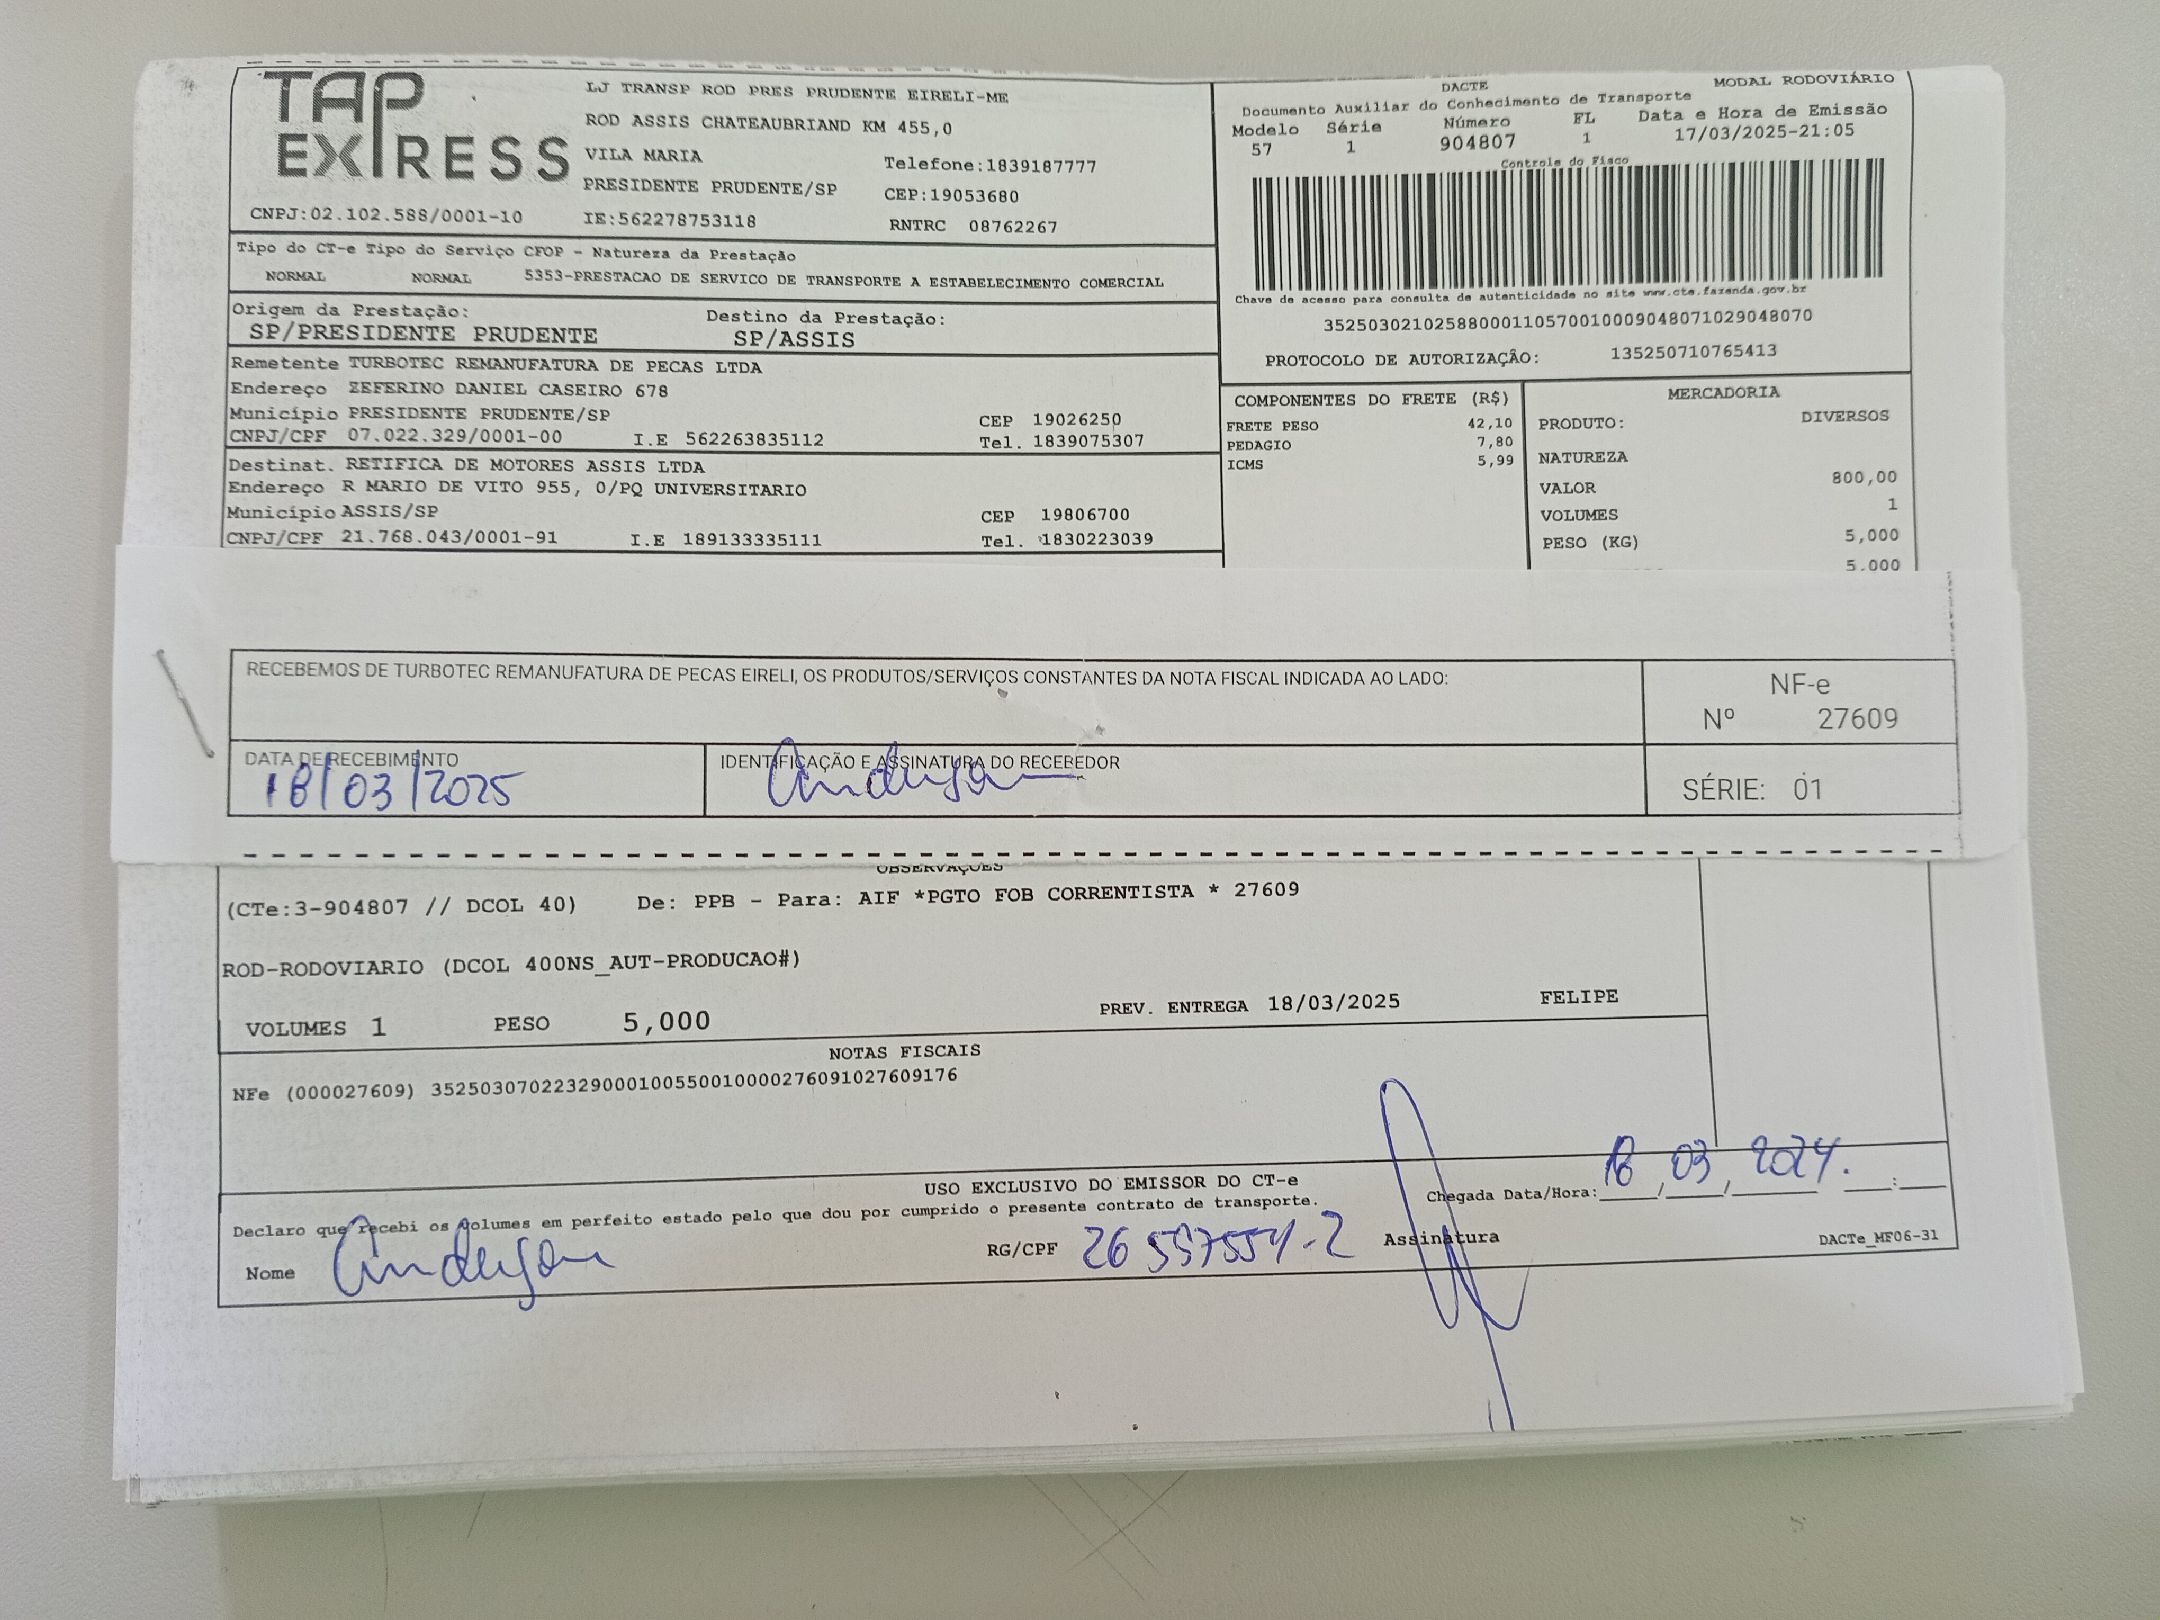 TAP EXPRESS
LJ TRANSP ROD PRES PRUDENTE EIRELI-ME
ROD ASSIS CHATEAUBRIAND KM 455,0
VILA MARIA Telefone:1839187777
PRESIDENTE PRUDENTE/SP CEP:19053680
CNPJ:02.102.588/0001-10 IE:562278753118 RNTRC 08762267
DACTE MODAL RODOVIÁRIO
Documento Auxiliar do Conhecimento de Transporte
Modelo Série Número FL Data e Hora de Emissão
57 1 904807 1 17/03/2025-21:05
Controle do Fisco
Chave de acesso para consulta de autenticidade no site www.cte.fazenda.gov.br
35250302102588000110570010009048071029048070
PROTOCOLO DE AUTORIZAÇÃO: 135250710765413
Tipo do CT-e Tipo do Serviço CFOP - Natureza da Prestação
NORMAL NORMAL 5353-PRESTACAO DE SERVICO DE TRANSPORTE A ESTABELECIMENTO COMERCIAL
Origem da Prestação: Destino da Prestação:
SP/PRESIDENTE PRUDENTE SP/ASSIS
Remetente TURBOTEC REMANUFATURA DE PECAS LTDA
Endereço ZEFERINO DANIEL CASEIRO 678
Município PRESIDENTE PRUDENTE/SP CEP 19026250
CNPJ/CPF 07.022.329/0001-00 I.E 562263835112 Tel. 1839075307
Destinat. RETIFICA DE MOTORES ASSIS LTDA
Endereço R MARIO DE VITO 955, 0/PQ UNIVERSITARIO
Município ASSIS/SP CEP 19806700
CNPJ/CPF 21.768.043/0001-91 I.E 189133335111 Tel. 1830223039
COMPONENTES DO FRETE (R$)
FRETE PESO 42,10
PEDAGIO 7,80
ICMS 5,99
MERCADORIA
PRODUTO: DIVERSOS
NATUREZA
VALOR 800,00
VOLUMES 1
PESO (KG) 5,000
5.000
RECEBEMOS DE TURBOTEC REMANUFATURA DE PECAS EIRELI, OS PRODUTOS/SERVIÇOS CONSTANTES DA NOTA FISCAL INDICADA AO LADO:
NF-e
Nº 27609
SÉRIE: 01
DATA DE RECEBIMENTO
18/03/2025
IDENTIFICAÇÃO E ASSINATURA DO RECEBEDOR
Anderson
OBSERVAÇÕES
(CTe:3-904807 // DCOL 40) De: PPB - Para: AIF *PGTO FOB CORRENTISTA * 27609
ROD-RODOVIARIO (DCOL 400NS_AUT-PRODUCAO#)
VOLUMES 1 PESO 5,000 PREV. ENTREGA 18/03/2025 FELIPE
NOTAS FISCAIS
NFe (000027609) 35250307022329000100550010000276091027609176
USO EXCLUSIVO DO EMISSOR DO CT-e
Declaro que recebi os volumes em perfeito estado pelo que dou por cumprido o presente contrato de transporte.
Chegada Data/Hora: 18/03/2024. :
Nome Anderson RG/CPF 26 557554-2 Assinatura
DACTe_MF06-31